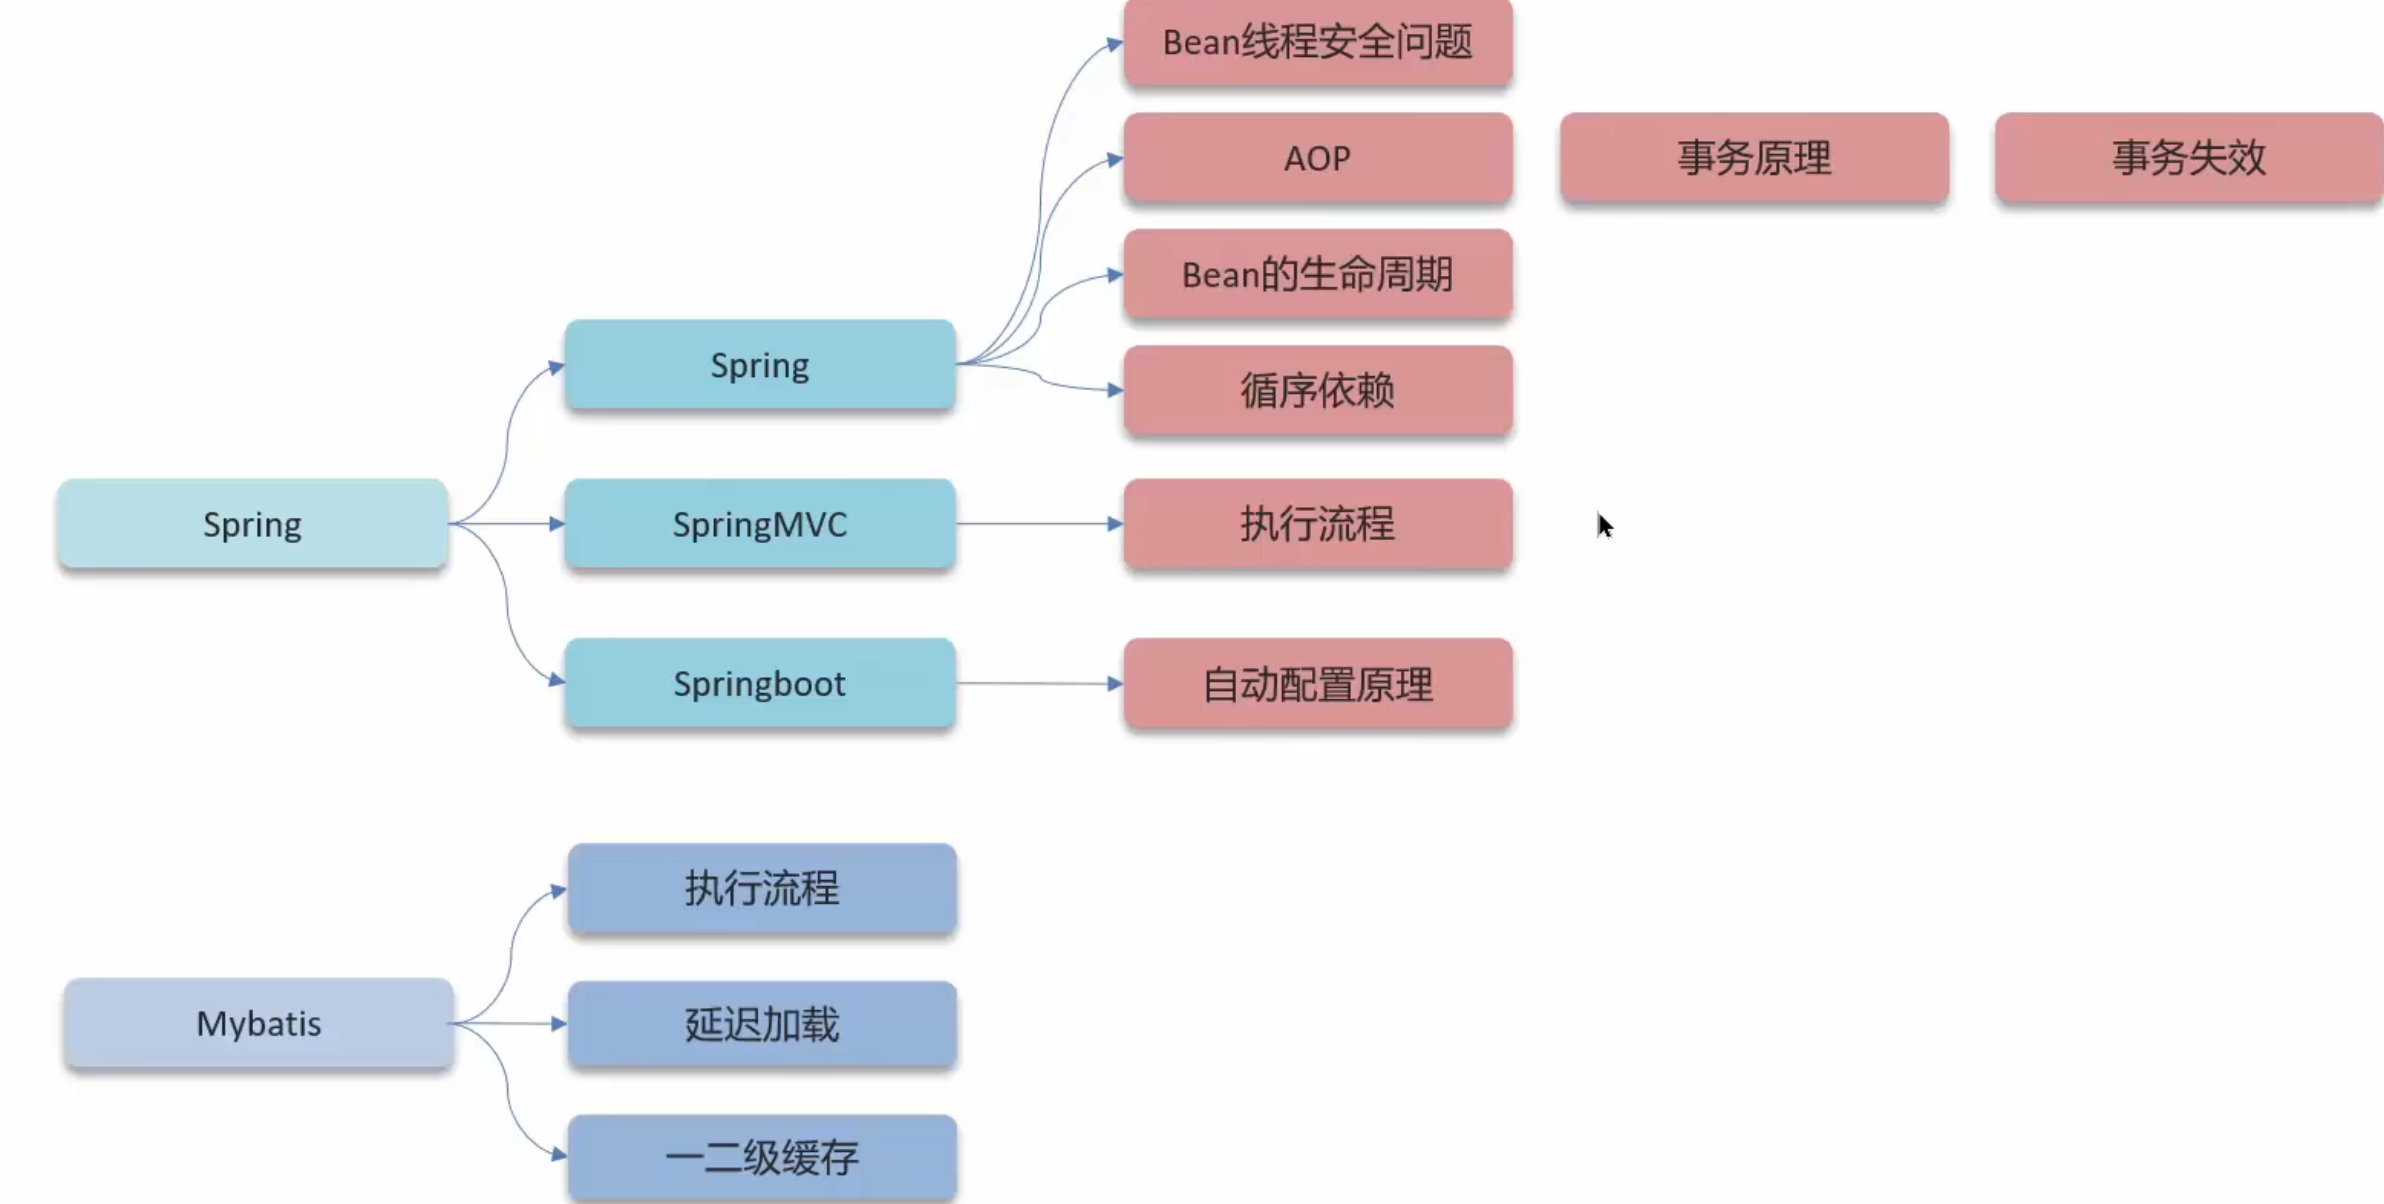 Bean线程安全问题
AOP
事务原理
事务失效
Bean的生命周期
Spring
循序依赖
Spring
SpringMVC
执行流程
Springboot
自动配置原理
执行流程
Mybatis
延迟加载
一二级缓存